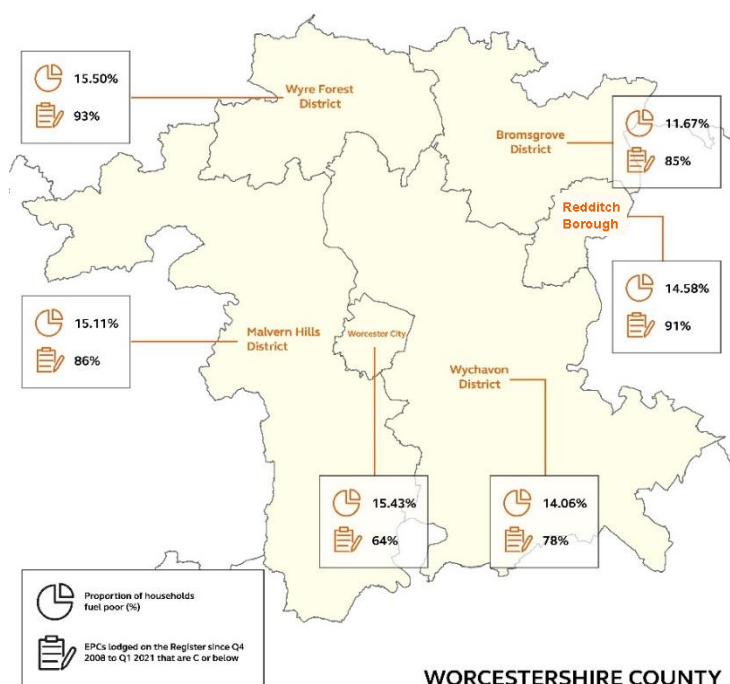 15.50%
93%
Wyre Forest
District
11.67%
85%
Bromsgrove
District
Redditch
Borough
14.58%
91%
15.11%
86%
Malvern Hills
District
Worcester City
Wychavon
District
15.43%
64%
14.06%
78%
Proportion of households
fuel poor (%)
EPCs lodged on the Register since Q4
2008 to Q1 2021 that are C or below
WORCESTERSHIRE COUNTY